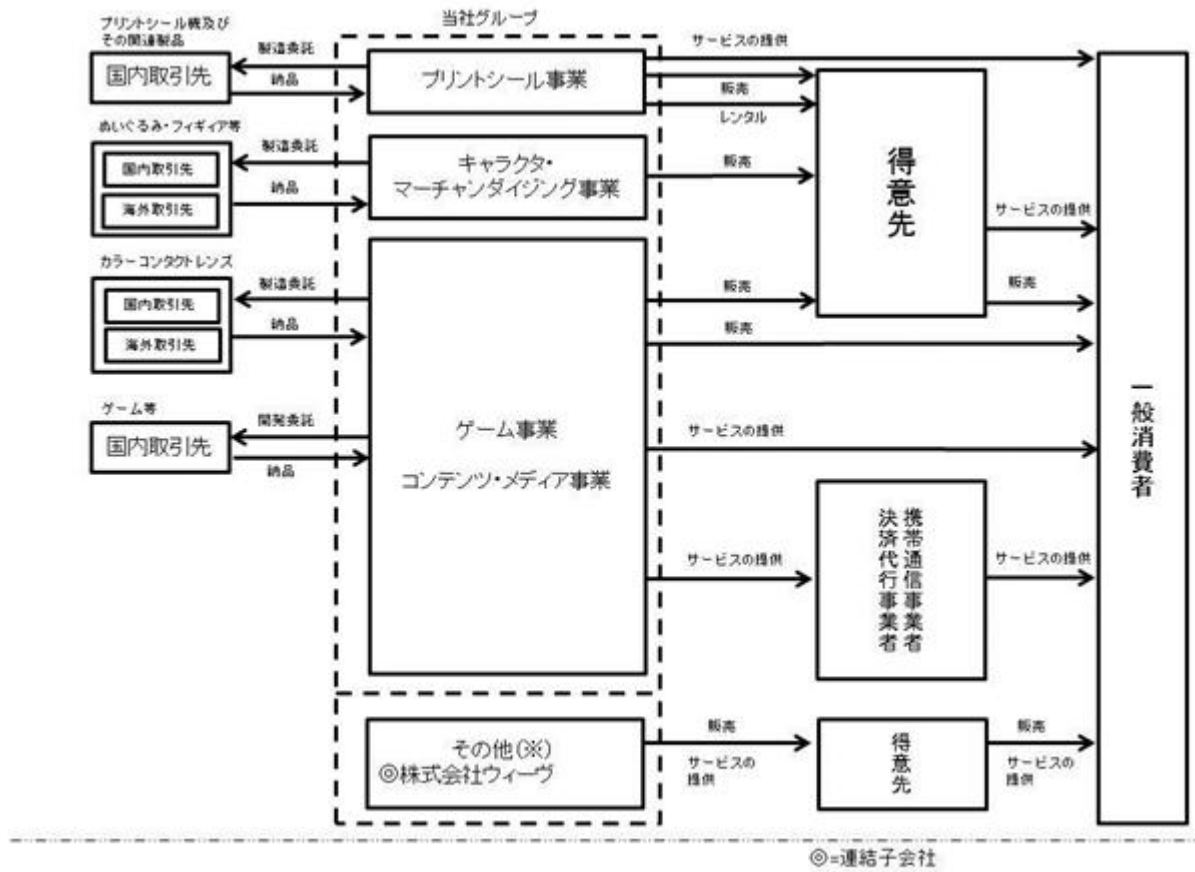 当社グループ
プリントシール機及び
その関連製品
国内取引先
製造委託
納品
プリントシール事業
サービスの提供
販売
レンタル
ぬいぐるみ・フィギィア等
国内取引先
海外取引先
製造委託
納品
キャラクタ・
マーチャンダイジング事業
販売
得意先
サービスの提供
販売
カラーコンタクトレンズ
国内取引先
海外取引先
製造委託
納品
販売
販売
ゲーム等
国内取引先
開発委託
納品
ゲーム事業
コンテンツ・メディア事業
サービスの提供
サービスの提供
携帯通信事業者
決済代行事業者
サービスの提供
一般消費者
その他(※)
◎株式会社ウィーヴ
販売
サービスの
提供
得意先
販売
サービスの
提供
◎=連結子会社